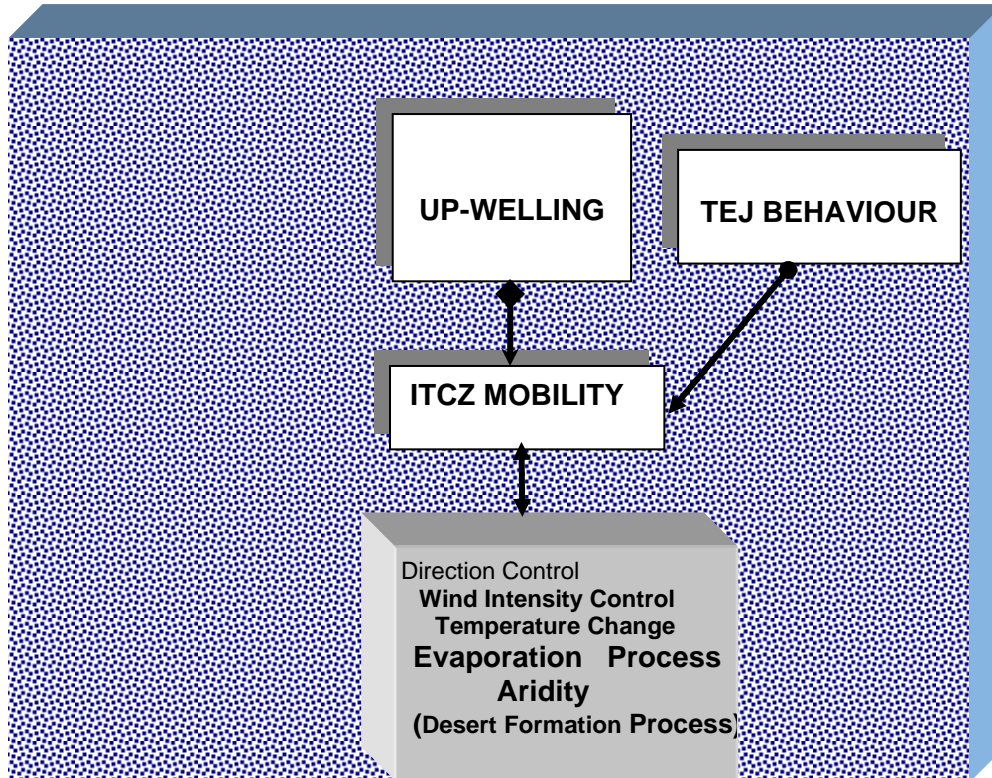 UP-WELLING
TEJ BEHAVIOUR
ITCZ MOBILITY
Direction Control
Wind Intensity Control
Temperature Change
Evaporation Process
Aridity
(Desert Formation Process)